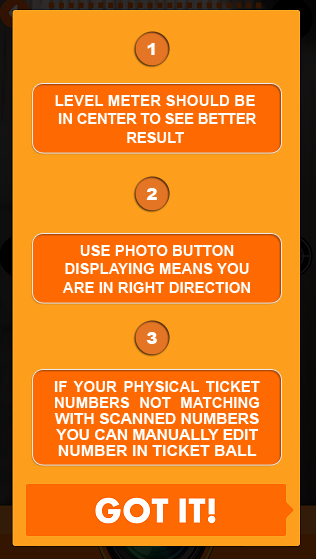 1
LEVEL METER SHOULD BE
IN CENTER TO SEE BETTER
RESULT
2
USE PHOTO BUTTON
DISPLAYING MEANS YOU
ARE IN RIGHT DIRECTION
3
IF YOUR PHYSICAL TICKET
NUMBERS NOT MATCHING
WITH SCANNED NUMBERS
YOU CAN MANUALLY EDIT
NUMBER IN TICKET BALL
GOT IT!